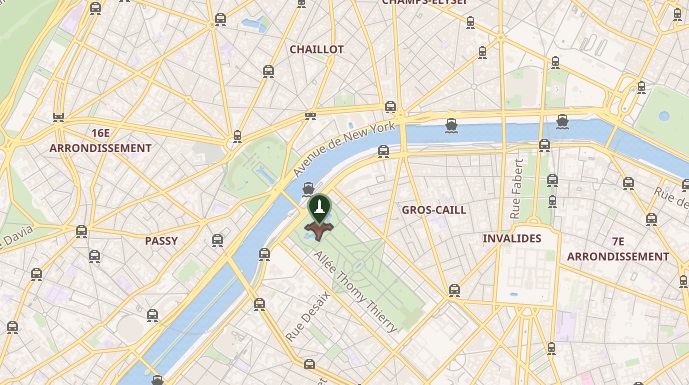 CHAMPS-ELYSEF
CHAILLOT
16E
ARRONDISSEMENT
Avenue de New York
Rue Fabert
Rue de
GROS-CAILL
INVALIDES
7E
ARRONDISSEMENT
Davia
PASSY
Allée Thomy Thierry
Rue Desaix